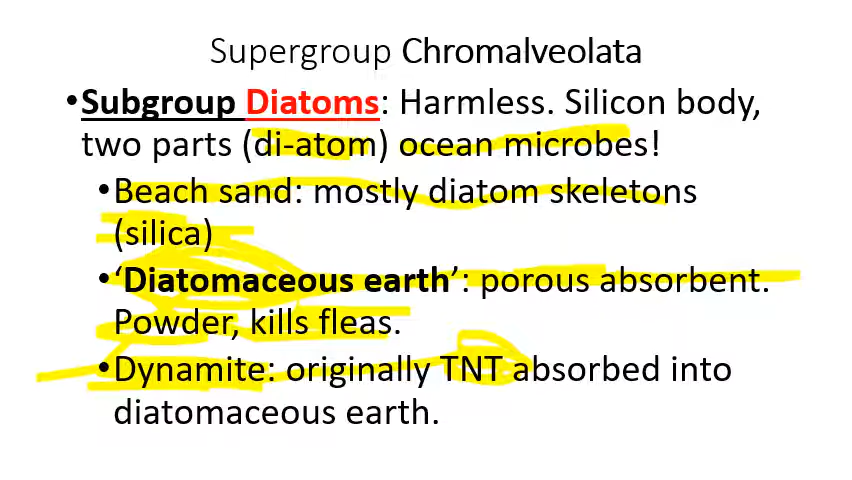 Supergroup Chromalveolata
•Subgroup Diatoms: Harmless. Silicon body,
two parts (di-atom) ocean microbes!
•Beach sand: mostly diatom skeletons
(silica)
•‘Diatomaceous earth’: porous absorbent.
Powder, kills fleas.
•Dynamite: originally TNT absorbed into
diatomaceous earth.